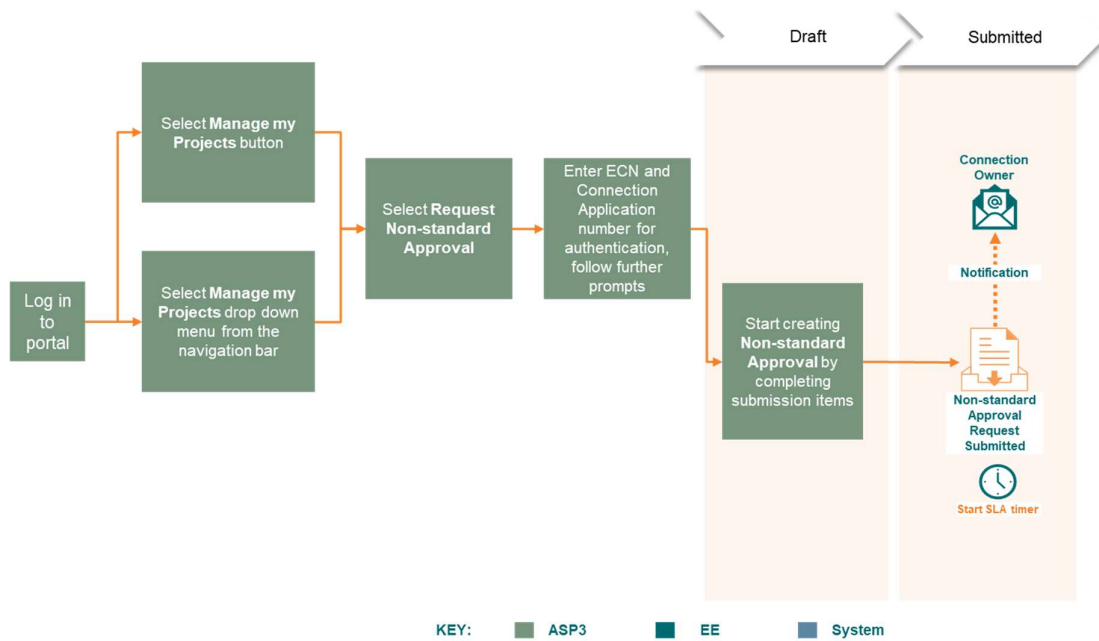 Draft
Submitted
Select Manage my
Projects button
Log in
to
portal
Select Manage my
Projects drop down
menu from the
navigation bar
Select Request
Non-standard
Approval
Enter ECN and
Connection
Application
number for
authentication,
follow further
prompts
Start creating
Non-standard
Approval by
completing
submission items
Connection
Owner
@
Notification
Non-standard
Approval
Request
Submitted
Start SLA timer
KEY: ASP3 EE System